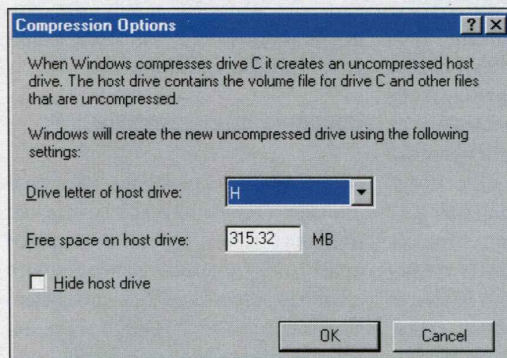 Compression Options
When Windows compresses drive C it creates an uncompressed host
drive. The host drive contains the volume file for drive C and other files
that are uncompressed.
Windows will create the new uncompressed drive using the following
settings:
Drive letter of host drive: H
Free space on host drive: 315.32 MB
Hide host drive
OK Cancel